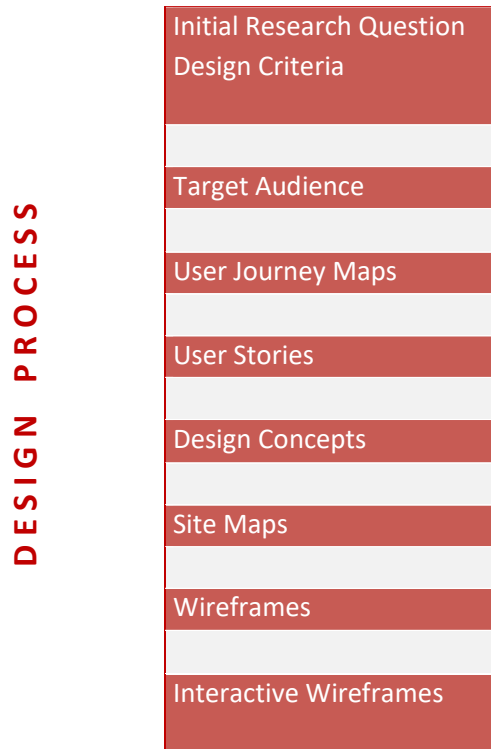 DESIGN PROCESS
Initial Research Question
Design Criteria
Target Audience
User Journey Maps
User Stories
Design Concepts
Site Maps
Wireframes
Interactive Wireframes